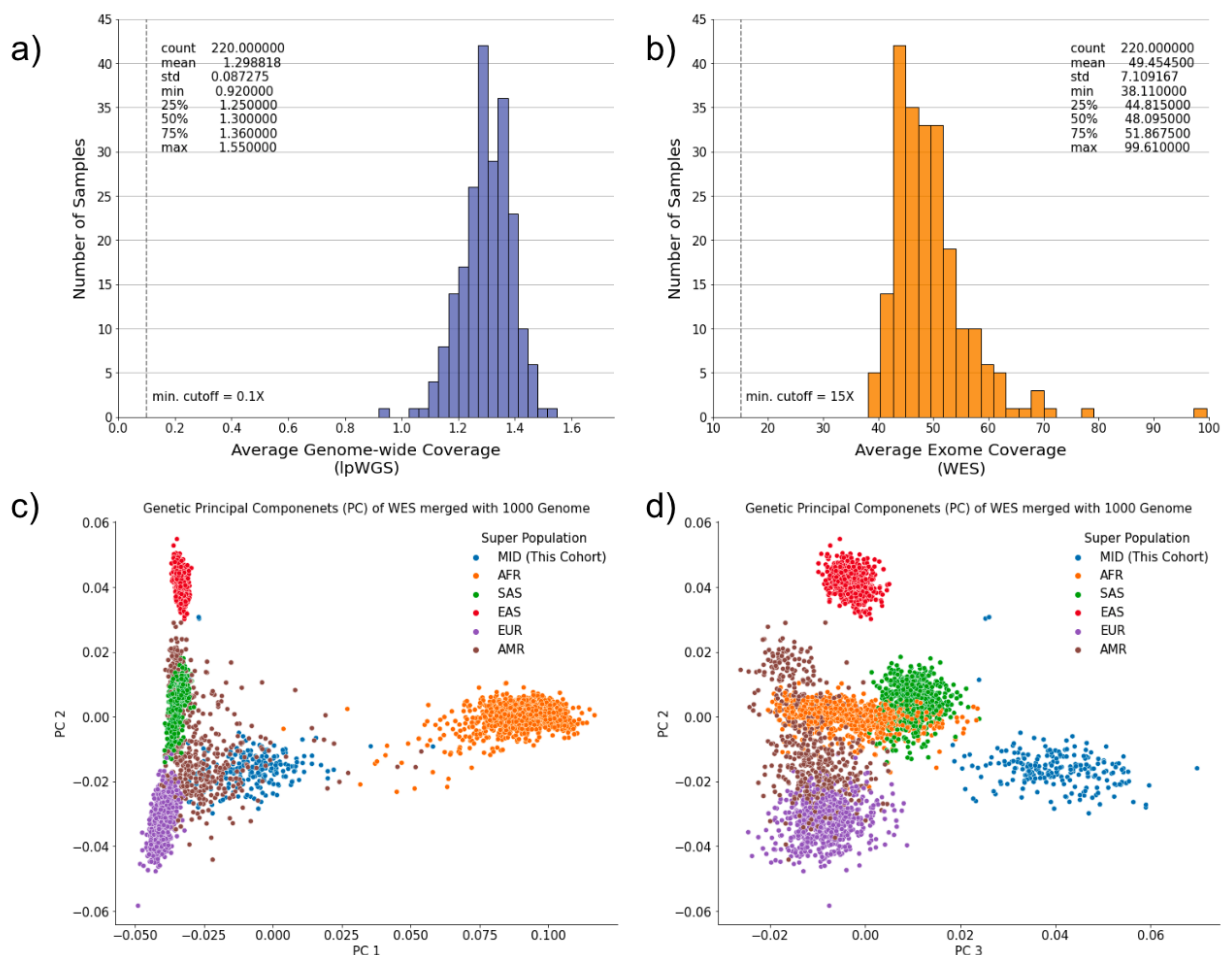 a)
45
40
35
30
25
20
15
10
5
0
Number of Samples
count 220.000000
mean 1.298818
std 0.087275
min 0.920000
25% 1.250000
50% 1.300000
75% 1.360000
max 1.550000
min. cutoff = 0.1X
0.0 0.2 0.4 0.6 0.8 1.0 1.2 1.4 1.6
Average Genome-wide Coverage
(lpWGS)
b)
45
40
35
30
25
20
15
10
5
0
Number of Samples
count 220.000000
mean 49.454500
std 7.109167
min 38.110000
25% 44.815000
50% 48.095000
75% 51.867500
max 99.610000
min. cutoff = 15X
10 20 30 40 50 60 70 80 90 100
Average Exome Coverage
(WES)
c)
Genetic Principal Componenets (PC) of WES merged with 1000 Genome
0.06
0.04
0.02
0.00
−0.02
−0.04
−0.06
PC 2
Super Population
MID (This Cohort)
AFR
SAS
EAS
EUR
AMR
−0.050 −0.025 0.000 0.025 0.050 0.075 0.100
PC 1
d)
Genetic Principal Componenets (PC) of WES merged with 1000 Genome
0.06
0.04
0.02
0.00
−0.02
−0.04
−0.06
PC 2
Super Population
MID (This Cohort)
AFR
SAS
EAS
EUR
AMR
−0.02 0.00 0.02 0.04 0.06
PC 3